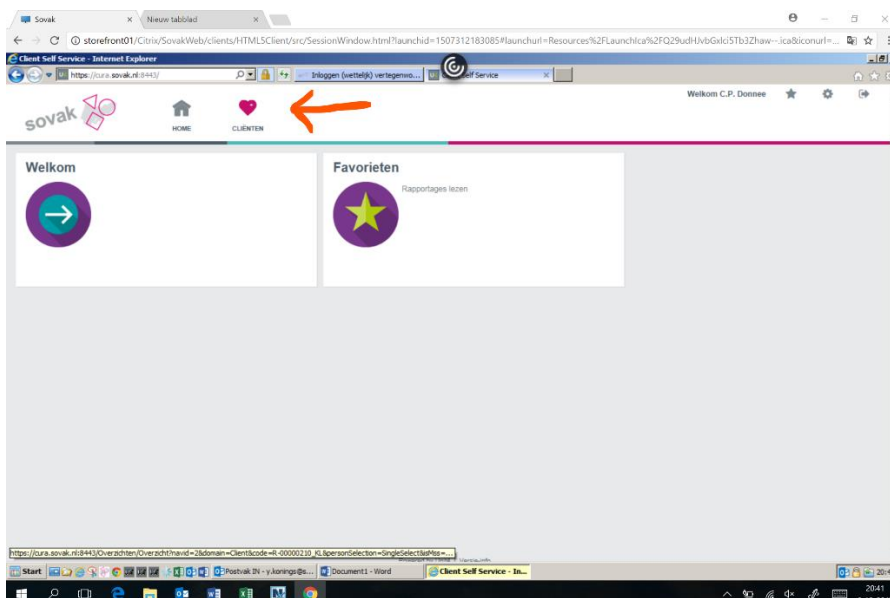 Sovak
Nieuw tabblad
storefront01/Citrix/SovakWeb/clients/HTML5Client/src/SessionWindow.html?launchid=1507312183085#launchurl=Resources%2FLaunchIca%2FQ29udHJvbGxlci5Tb3Zhaw--.ica&iconurl=...
Client Self Service - Internet Explorer
https://cura.sovak.nl:8443/
Inloggen (wettelijk) vertegenwo...
Self Service
sovak
HOME
CLIËNTEN
Welkom C.P. Donnee
Welkom
Favorieten
Rapportages lezen
https://cura.sovak.nl:8443/Overzichten/Overzicht?navid=2&domain=Client&code=R-00000210_KL&personSelection=SingleSelect&isMss=...
Start
Postvak IN - y.konings@s...
Document1 - Word
Client Self Service - In...
20:4
20:41